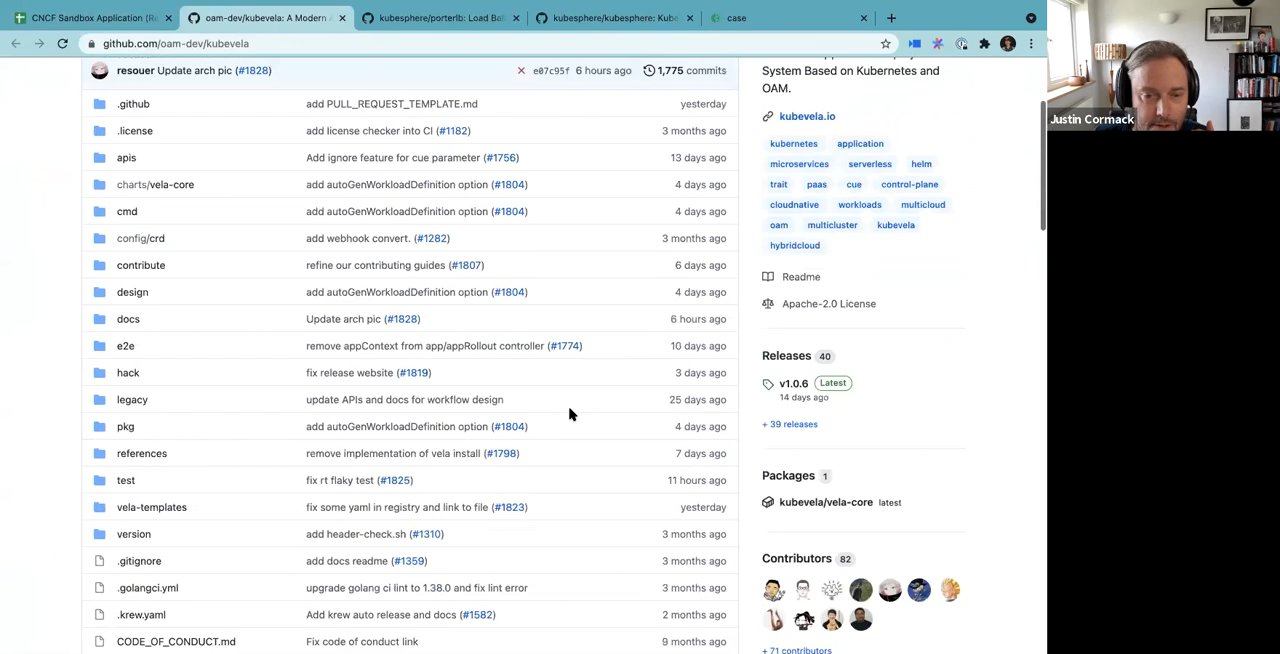 CNCF Sandbox Application (Re
oam-dev/kubevela: A Modern A
kubesphere/porterlb: Load Bal
kubesphere/kubesphere: Kube
case
github.com/oam-dev/kubevela
resouer Update arch pic (#1828)
e07c95f 6 hours ago 1,775 commits
.github add PULL_REQUEST_TEMPLATE.md yesterday
.license add license checker into CI (#1182) 3 months ago
apis Add ignore feature for cue parameter (#1756) 13 days ago
charts/vela-core add autoGenWorkloadDefinition option (#1804) 4 days ago
cmd add autoGenWorkloadDefinition option (#1804) 4 days ago
config/crd add webhook convert. (#1282) 3 months ago
contribute refine our contributing guides (#1807) 6 days ago
design add autoGenWorkloadDefinition option (#1804) 4 days ago
docs Update arch pic (#1828) 6 hours ago
e2e remove appContext from app/appRollout controller (#1774) 10 days ago
hack fix release website (#1819) 3 days ago
legacy update APIs and docs for workflow design 25 days ago
pkg add autoGenWorkloadDefinition option (#1804) 4 days ago
references remove implementation of vela install (#1798) 7 days ago
test fix rt flaky test (#1825) 11 hours ago
vela-templates fix some yaml in registry and link to file (#1823) yesterday
version add header-check.sh (#1310) 3 months ago
.gitignore add docs readme (#1359) 3 months ago
.golangci.yml upgrade golang ci lint to 1.38.0 and fix lint error 3 months ago
.krew.yaml Add krew auto release and docs (#1582) 2 months ago
CODE_OF_CONDUCT.md Fix code of conduct link 9 months ago
System Based on Kubernetes and
OAM.
kubevela.io
kubernetes application
microservices serverless helm
trait paas cue control-plane
cloudnative workloads multicloud
oam multicluster kubevela
hybridcloud
Readme
Apache-2.0 License
Releases 40
v1.0.6 Latest
14 days ago
+ 39 releases
Packages 1
kubevela/vela-core latest
Contributors 82
+ 71 contributors
Justin Cormack